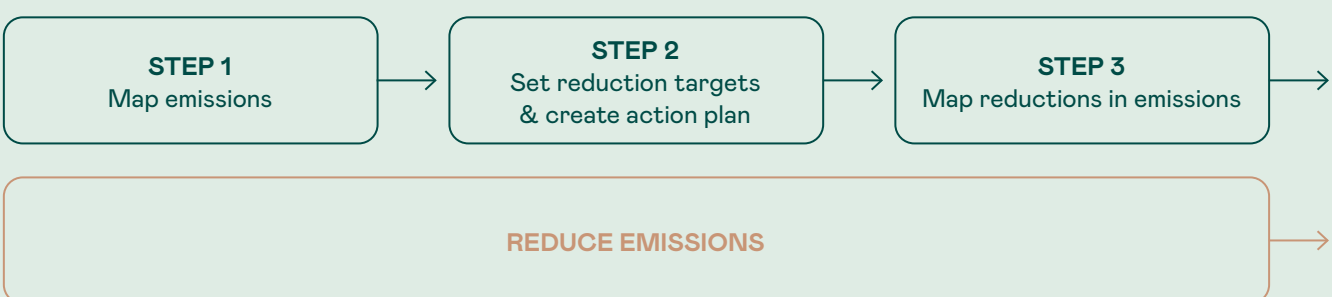 STEP 1
Map emissions
STEP 2
Set reduction targets
& create action plan
STEP 3
Map reductions in emissions
REDUCE EMISSIONS